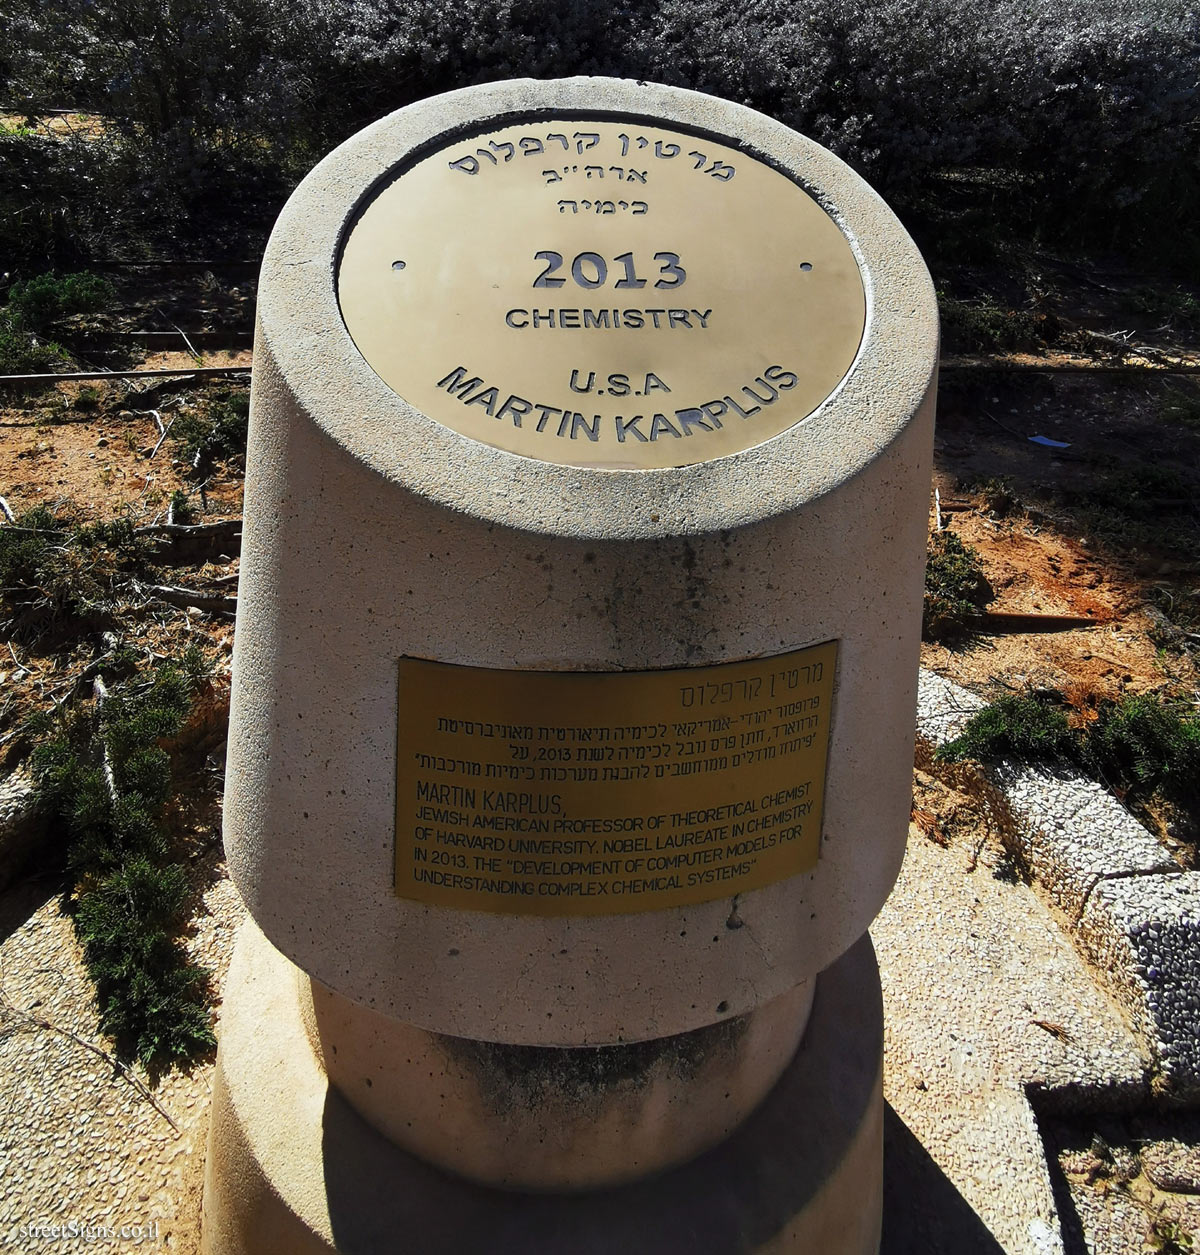 מרטין קרפלוס
ארה"ב
כימיה
2013
CHEMISTRY
U.S.A
MARTIN KARPLUS
מרטין קרפלוס
פרופסור יהודי-אמריקאי לכימיה תיאורטית מאוניברסיטת
הרווארד, חתן פרס נובל לכימיה לשנת 2013, על
"פיתוח מודלים ממוחשבים להבנת מערכות כימיות מורכבות"
MARTIN KARPLUS,
JEWISH AMERICAN PROFESSOR OF THEORETICAL CHEMIST
OF HARVARD UNIVERSITY. NOBEL LAUREATE IN CHEMISTRY
IN 2013. THE "DEVELOPMENT OF COMPUTER MODELS FOR
UNDERSTANDING COMPLEX CHEMICAL SYSTEMS"
streetSigns.co.il